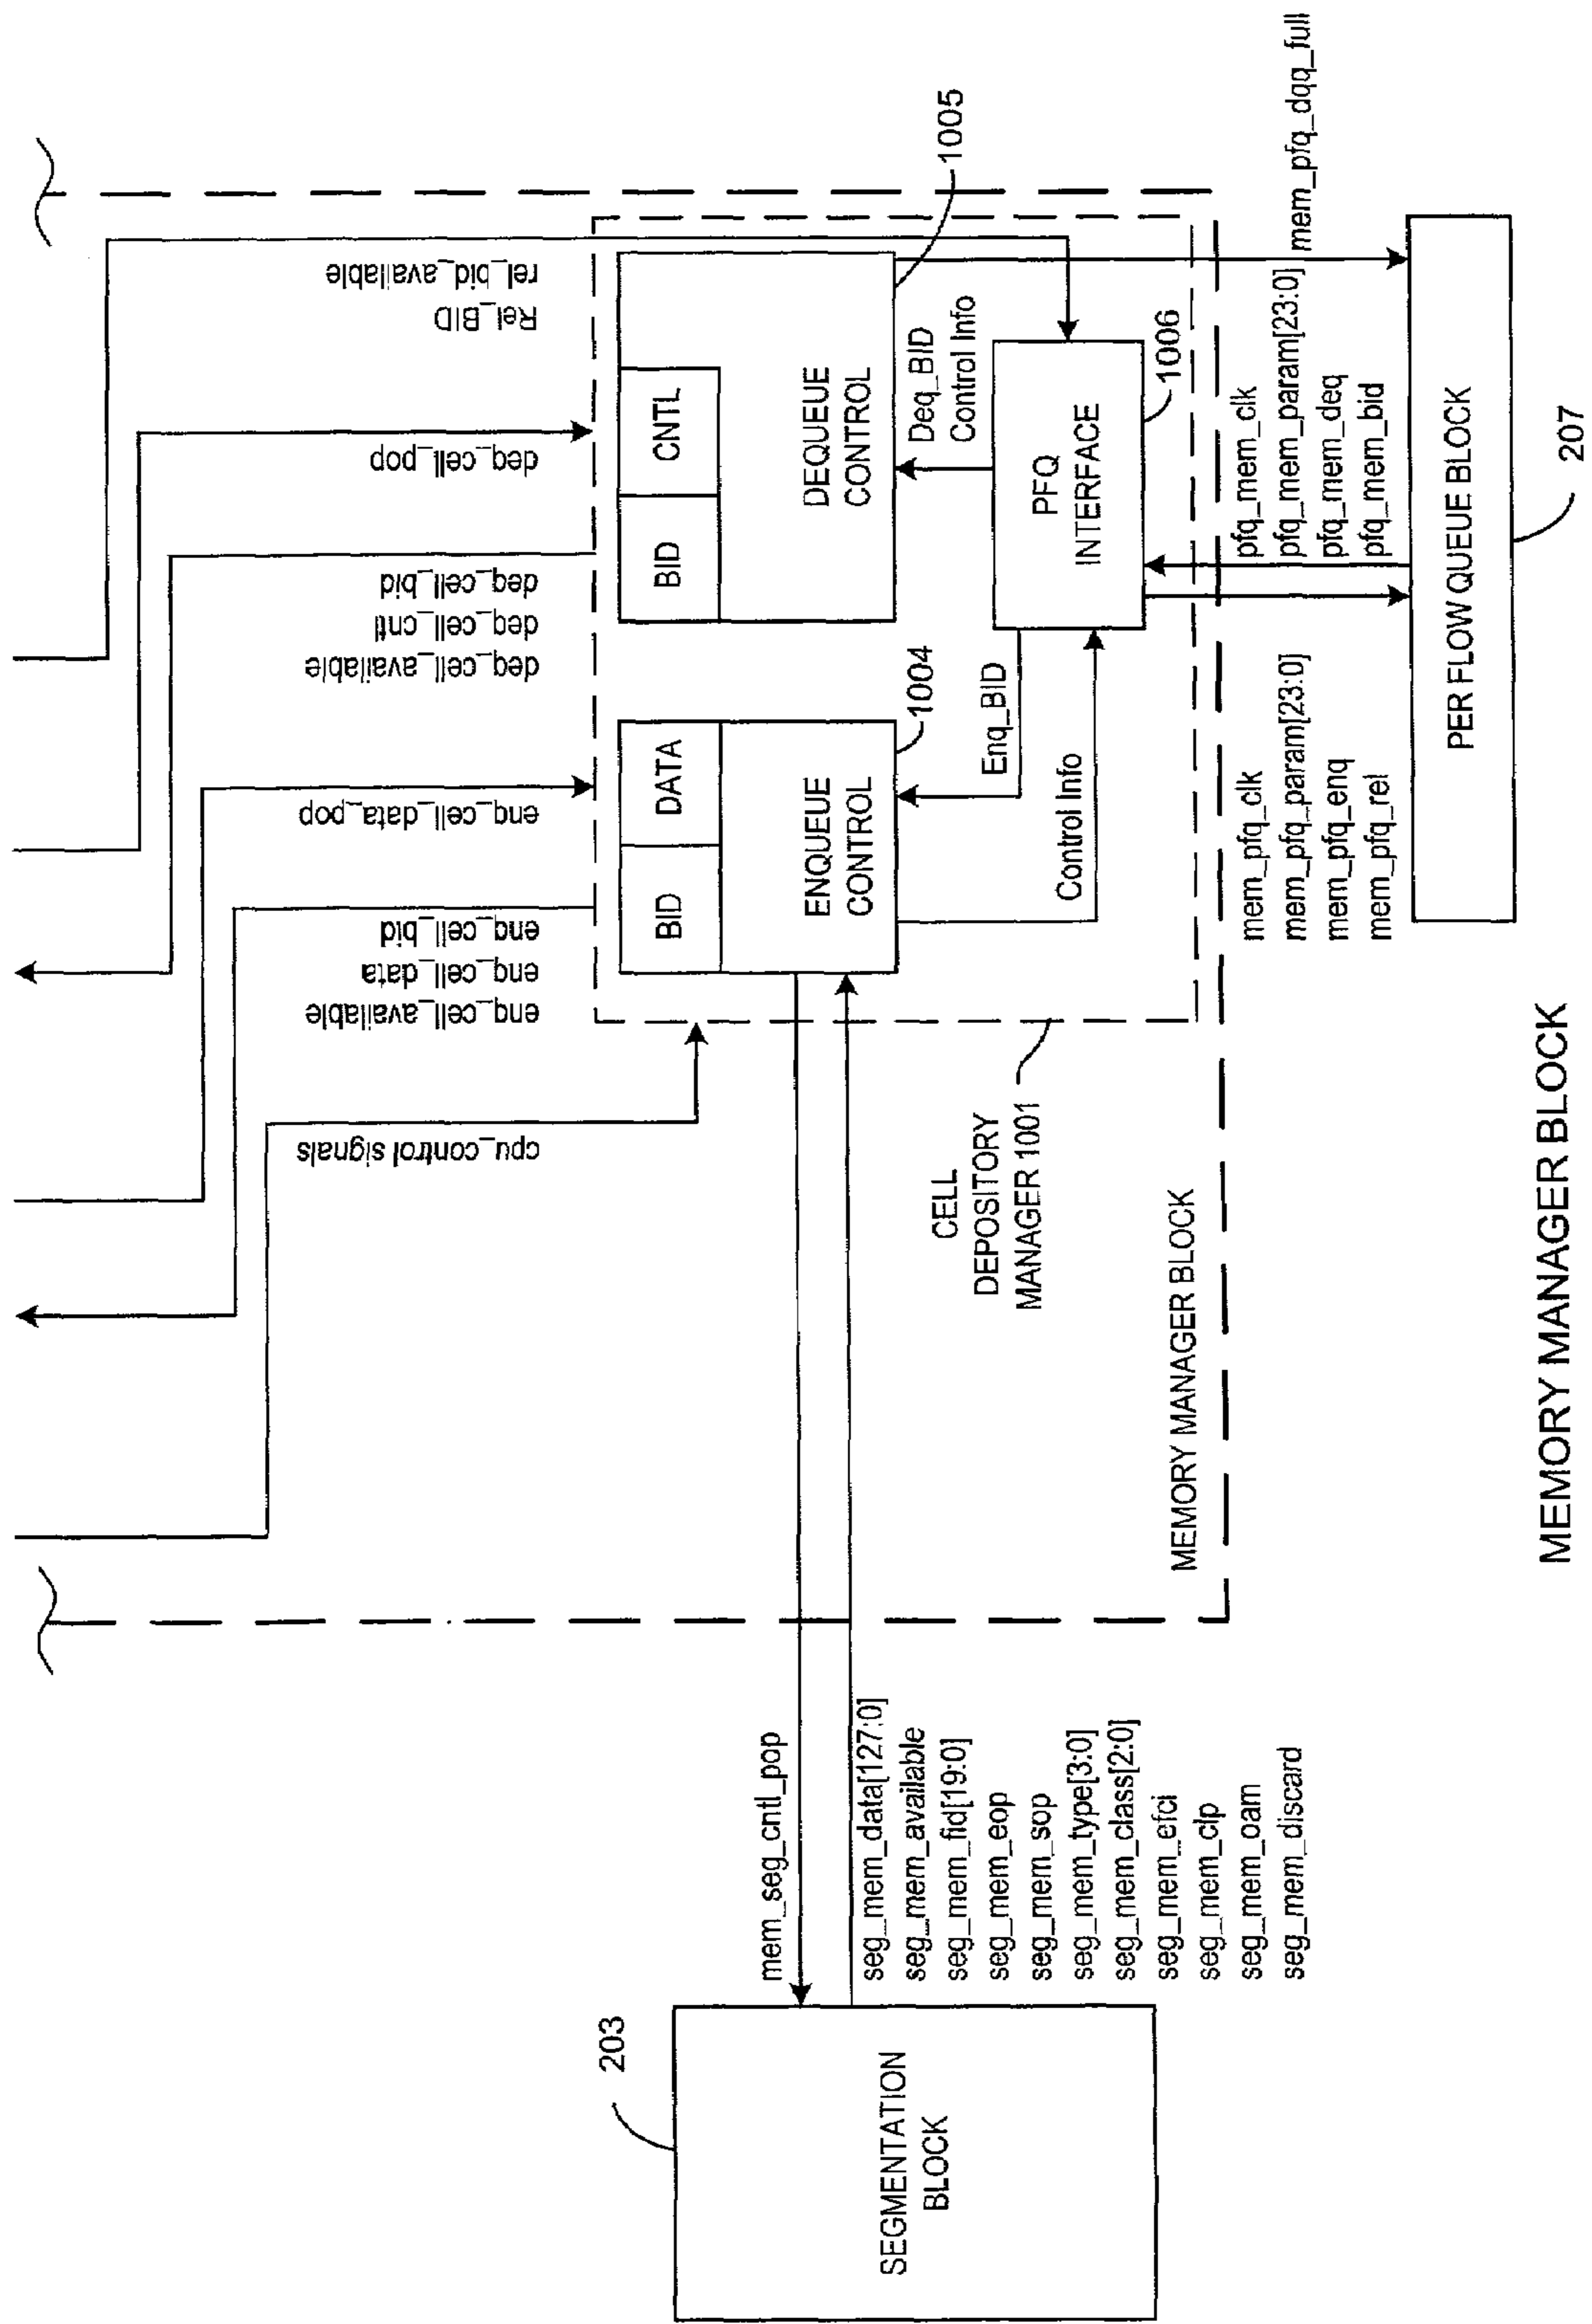 203
SEGMENTATION
BLOCK
mem_seg_cntl_pop
seg_mem_data[127:0]
seg_mem_available
seg_mem_fid[19:0]
seg_mem_eop
seg_mem_sop
seg_mem_type[3:0]
seg_mem_class[2:0]
seg_mem_efci
seg_mem_clp
seg_mem_oam
seg_mem_discard
cpu_control signals
enq_cell_available
enq_cell_data
enq_cell_bid
enq_cell_data_pop
deq_cell_available
deq_cell_cntl
deq_cell_bid
deq_cell_pop
Rel_BID
rel_bid_available
BID
DATA
ENQUEUE
CONTROL
1004
BID
CNTL
DEQUEUE
CONTROL
1005
Enq_BID
Control Info
Deq_BID
Control Info
PFQ
INTERFACE
1006
CELL
DEPOSITORY
MANAGER 1001
MEMORY MANAGER BLOCK
mem_pfq_clk
mem_pfq_param[23:0]
mem_pfq_enq
mem_pfq_rel
pfq_mem_clk
pfq_mem_param[23:0]
pfq_mem_deq
pfq_mem_bid
mem_pfq_dqq_full
PER FLOW QUEUE BLOCK
207
MEMORY MANAGER BLOCK